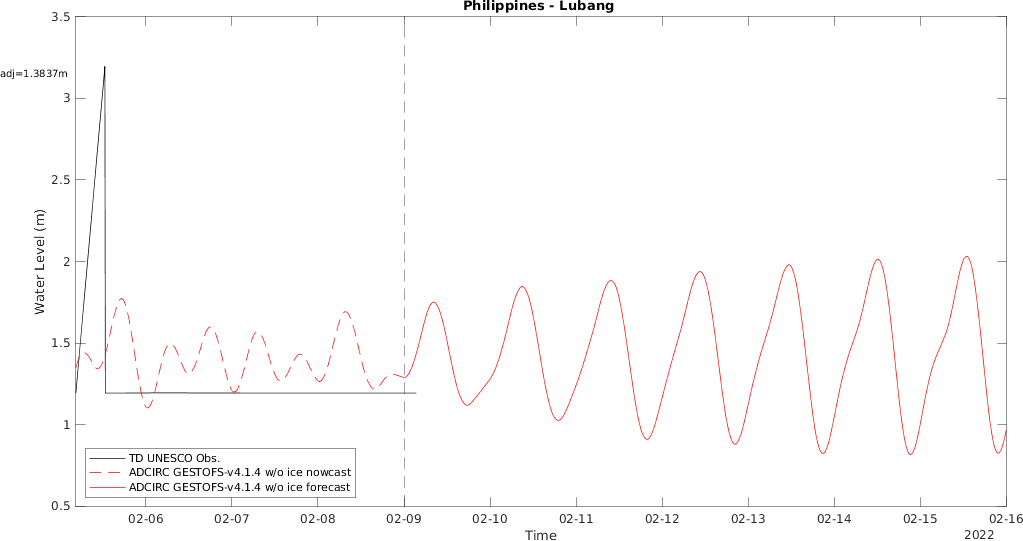 Philippines - Lubang
adj=1.3837m
3.5
3
2.5
2
1.5
1
0.5
Water Level (m)
TD UNESCO Obs.
ADCIRC GESTOFS-v4.1.4 w/o ice nowcast
ADCIRC GESTOFS-v4.1.4 w/o ice forecast
02-06 02-07 02-08 02-09 02-10 02-11 02-12 02-13 02-14 02-15 02-16
Time
2022